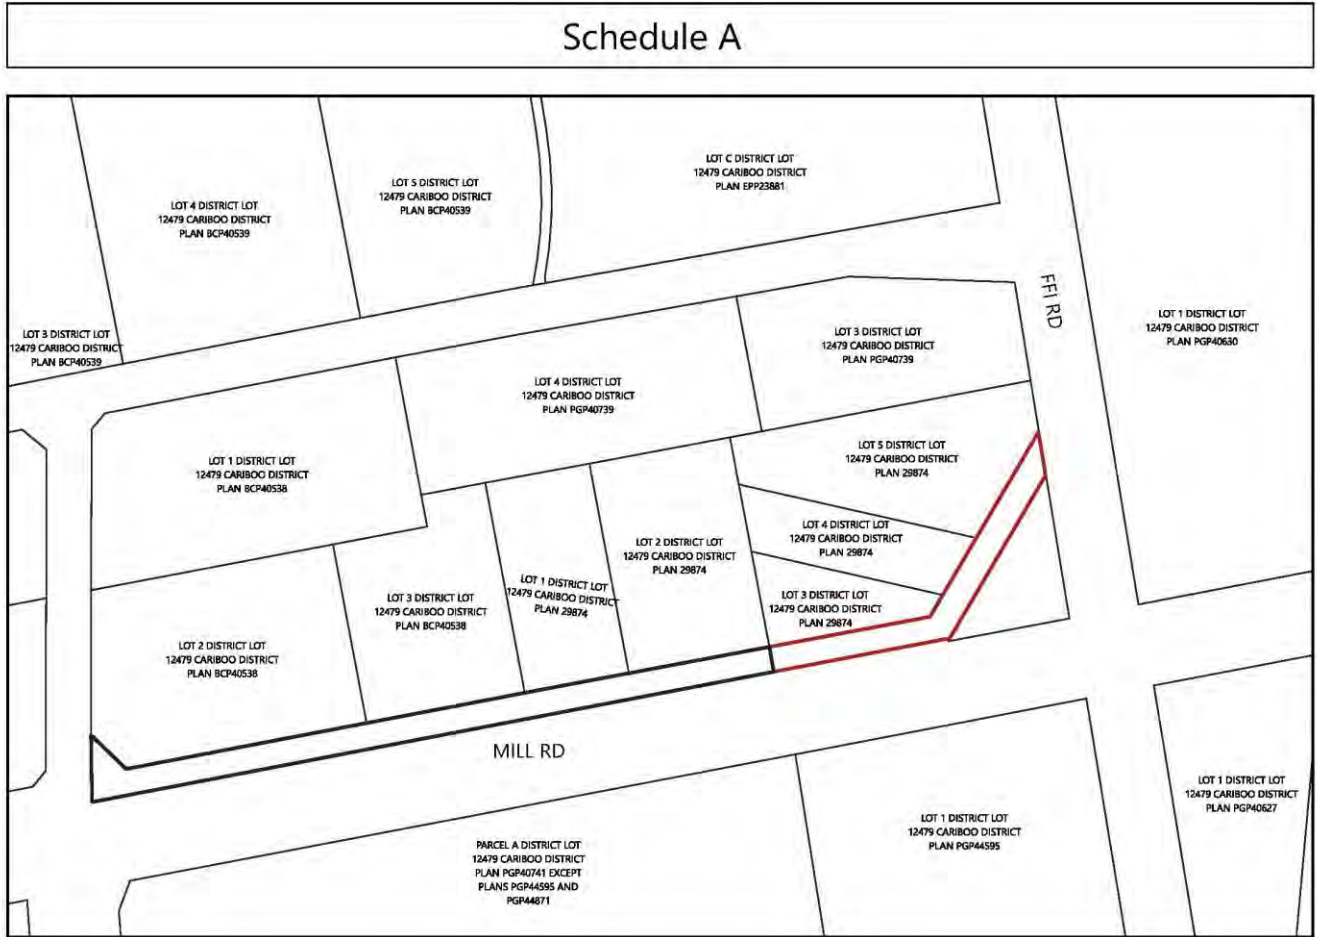 Schedule A
LOT 4 DISTRICT LOT
12479 CARIBOO DISTRICT
PLAN BCP40539
LOT 5 DISTRICT LOT
12479 CARIBOO DISTRICT
PLAN BCP40539
LOT C DISTRICT LOT
12479 CARIBOO DISTRICT
PLAN EPP23881
LOT 3 DISTRICT LOT
12479 CARIBOO DISTRICT
PLAN BCP40539
LOT 3 DISTRICT LOT
12479 CARIBOO DISTRICT
PLAN PGP40739
FFI RD
LOT 1 DISTRICT LOT
12479 CARIBOO DISTRICT
PLAN PGP40630
LOT 4 DISTRICT LOT
12479 CARIBOO DISTRICT
PLAN PGP40739
LOT 1 DISTRICT LOT
12479 CARIBOO DISTRICT
PLAN BCP40538
LOT 5 DISTRICT LOT
12479 CARIBOO DISTRICT
PLAN 29874
LOT 4 DISTRICT LOT
12479 CARIBOO DISTRICT
PLAN 29874
LOT 2 DISTRICT LOT
12479 CARIBOO DISTRICT
PLAN 29874
LOT 1 DISTRICT LOT
12479 CARIBOO DISTRICT
PLAN 29874
LOT 3 DISTRICT LOT
12479 CARIBOO DISTRICT
PLAN BCP40538
LOT 3 DISTRICT LOT
12479 CARIBOO DISTRICT
PLAN 29874
LOT 2 DISTRICT LOT
12479 CARIBOO DISTRICT
PLAN BCP40538
MILL RD
LOT 1 DISTRICT LOT
12479 CARIBOO DISTRICT
PLAN PGP40627
LOT 1 DISTRICT LOT
12479 CARIBOO DISTRICT
PLAN PGP44595
PARCEL A DISTRICT LOT
12479 CARIBOO DISTRICT
PLAN PGP40741 EXCEPT
PLANS PGP44595 AND
PGP44871